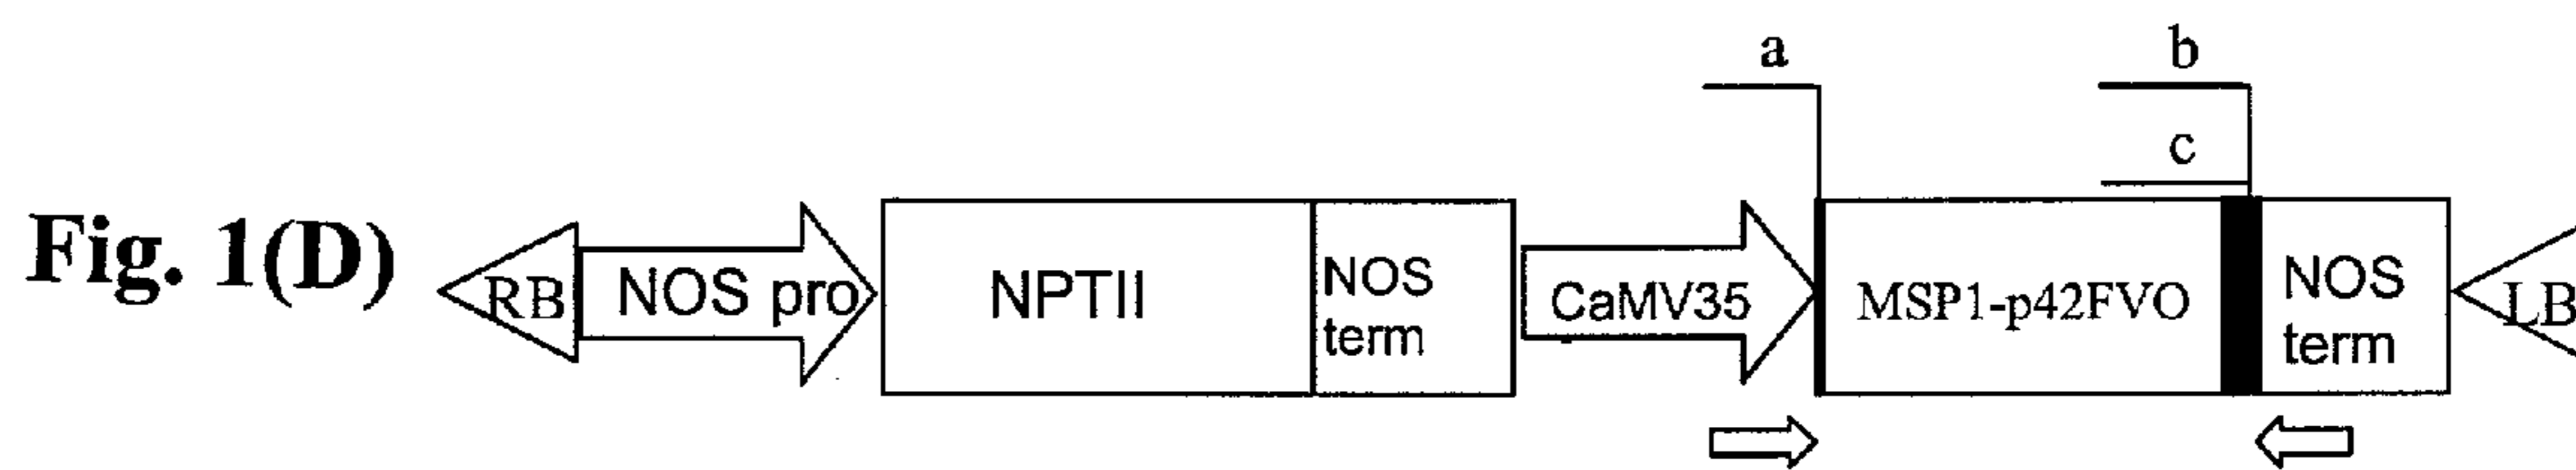 a
b
c
Fig. 1(D)
RB
NOS pro
NPTII
NOS
term
CaMV35
MSP1-p42FVO
NOS
term
LB